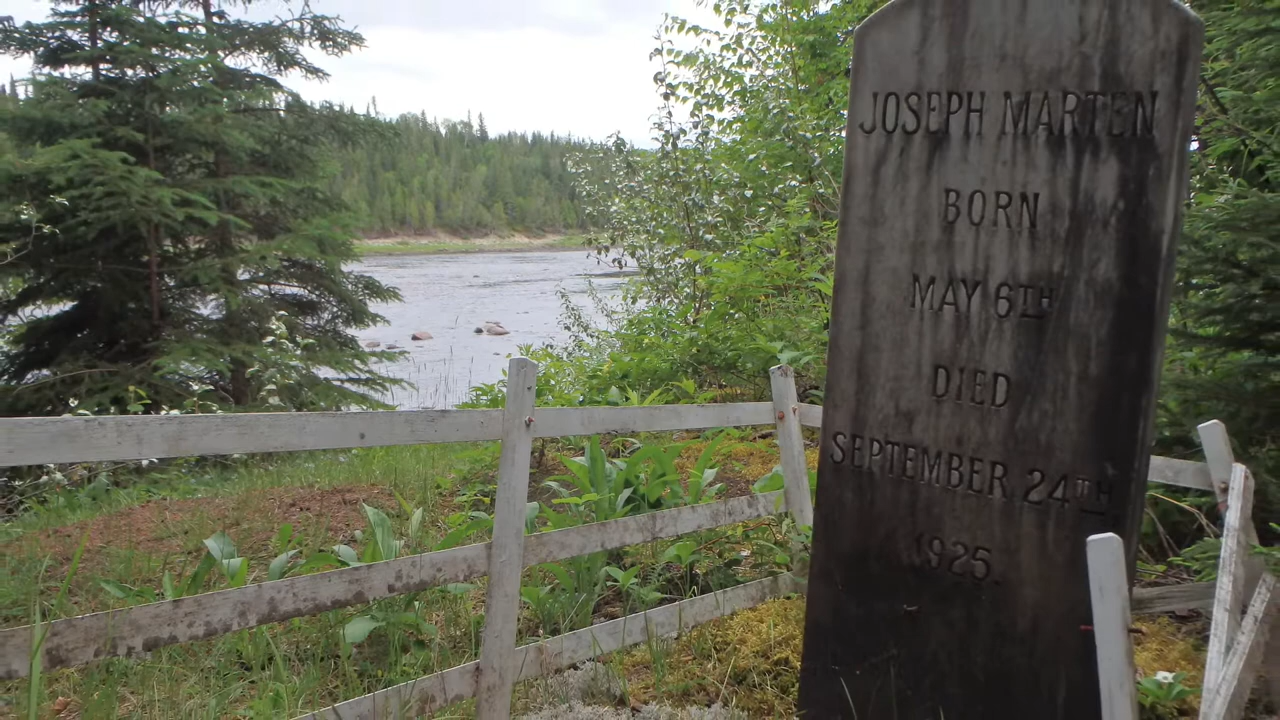 JOSEPH MARTEN
BORN
MAY 6TH
DIED
SEPTEMBER 24TH
1925.